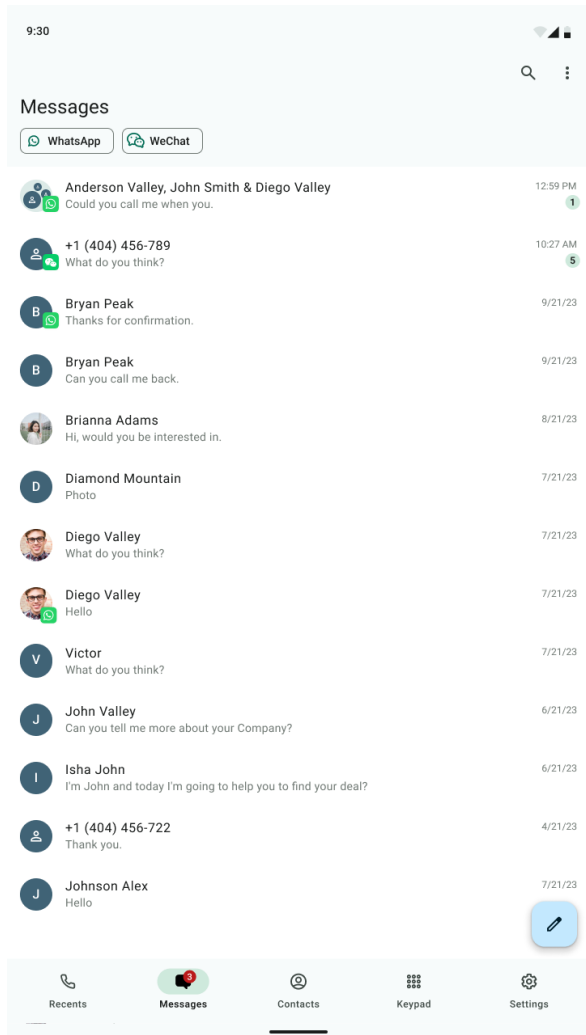 9:30
Messages
WhatsApp
WeChat
Anderson Valley, John Smith & Diego Valley
12:59 PM
Could you call me when you.
1
+1 (404) 456-789
10:27 AM
What do you think?
5
B
Bryan Peak
9/21/23
Thanks for confirmation.
B
Bryan Peak
9/21/23
Can you call me back.
Brianna Adams
8/21/23
Hi, would you be interested in.
D
Diamond Mountain
7/21/23
Photo
Diego Valley
7/21/23
What do you think?
Diego Valley
7/21/23
Hello
V
Victor
7/21/23
What do you think?
J
John Valley
6/21/23
Can you tell me more about your Company?
I
Isha John
6/21/23
I'm John and today I'm going to help you to find your deal?
+1 (404) 456-722
4/21/23
Thank you.
J
Johnson Alex
7/21/23
Hello
3
Recents
Messages
Contacts
Keypad
Settings